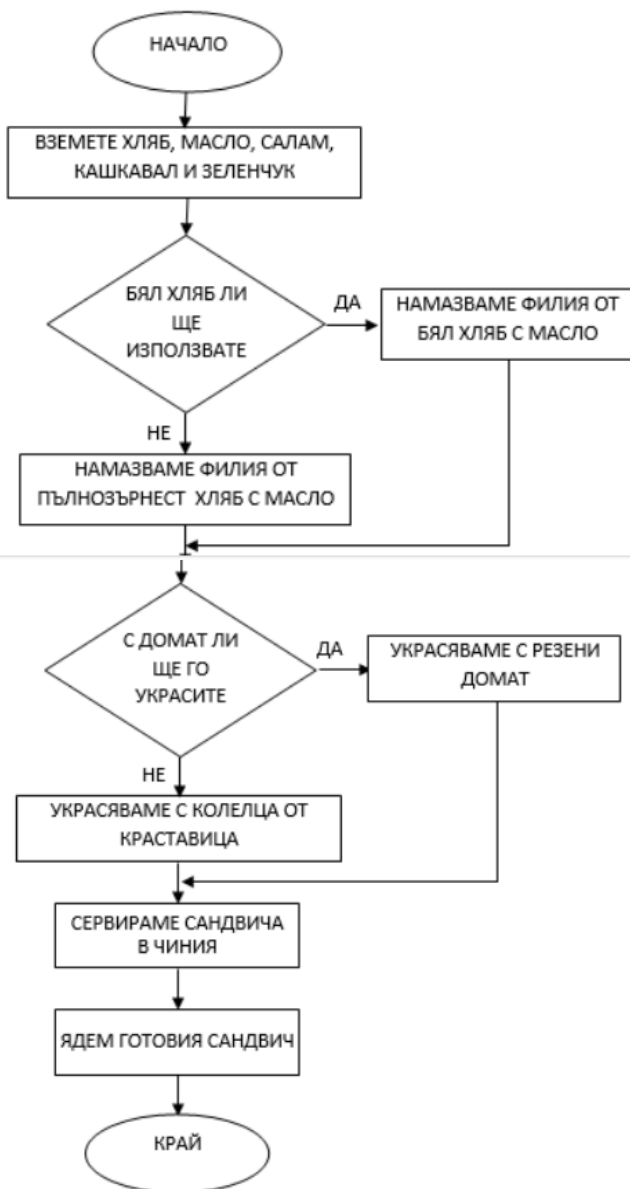 НАЧАЛО
ВЗЕМЕТЕ ХЛЯБ, МАСЛО, САЛАМ,
КАШКАВАЛ И ЗЕЛЕНЧУК
БЯЛ ХЛЯБ ЛИ
ЩЕ
ИЗПОЛЗВАТЕ
ДА
НАМАЗВАМЕ ФИЛИЯ ОТ
БЯЛ ХЛЯБ С МАСЛО
НЕ
НАМАЗВАМЕ ФИЛИЯ ОТ
ПЪЛНОЗЪРНЕСТ ХЛЯБ С МАСЛО
С ДОМАТ ЛИ
ЩЕ ГО
УКРАСИТЕ
ДА
УКРАСЯВАМЕ С РЕЗЕНИ
ДОМАТ
НЕ
УКРАСЯВАМЕ С КОЛЕЛЦА ОТ
КРАСТАВИЦА
СЕРВИРАМЕ САНДВИЧА
В ЧИНИЯ
ЯДЕМ ГОТОВИЯ САНДВИЧ
КРАЙ